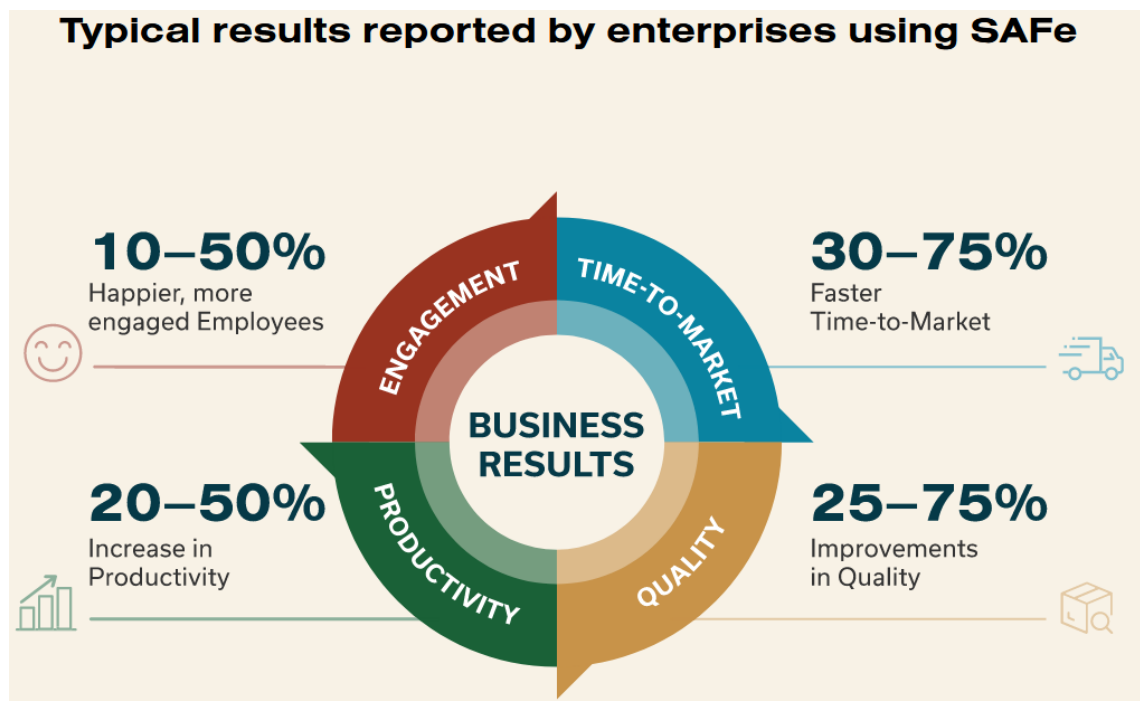 Typical results reported by enterprises using SAFe
10–50%
Happier, more
engaged Employees
30–75%
Faster
Time-to-Market
ENGAGEMENT
TIME-TO-MARKET
BUSINESS
RESULTS
20–50%
Increase in
Productivity
25–75%
Improvements
in Quality
PRODUCTIVITY
QUALITY